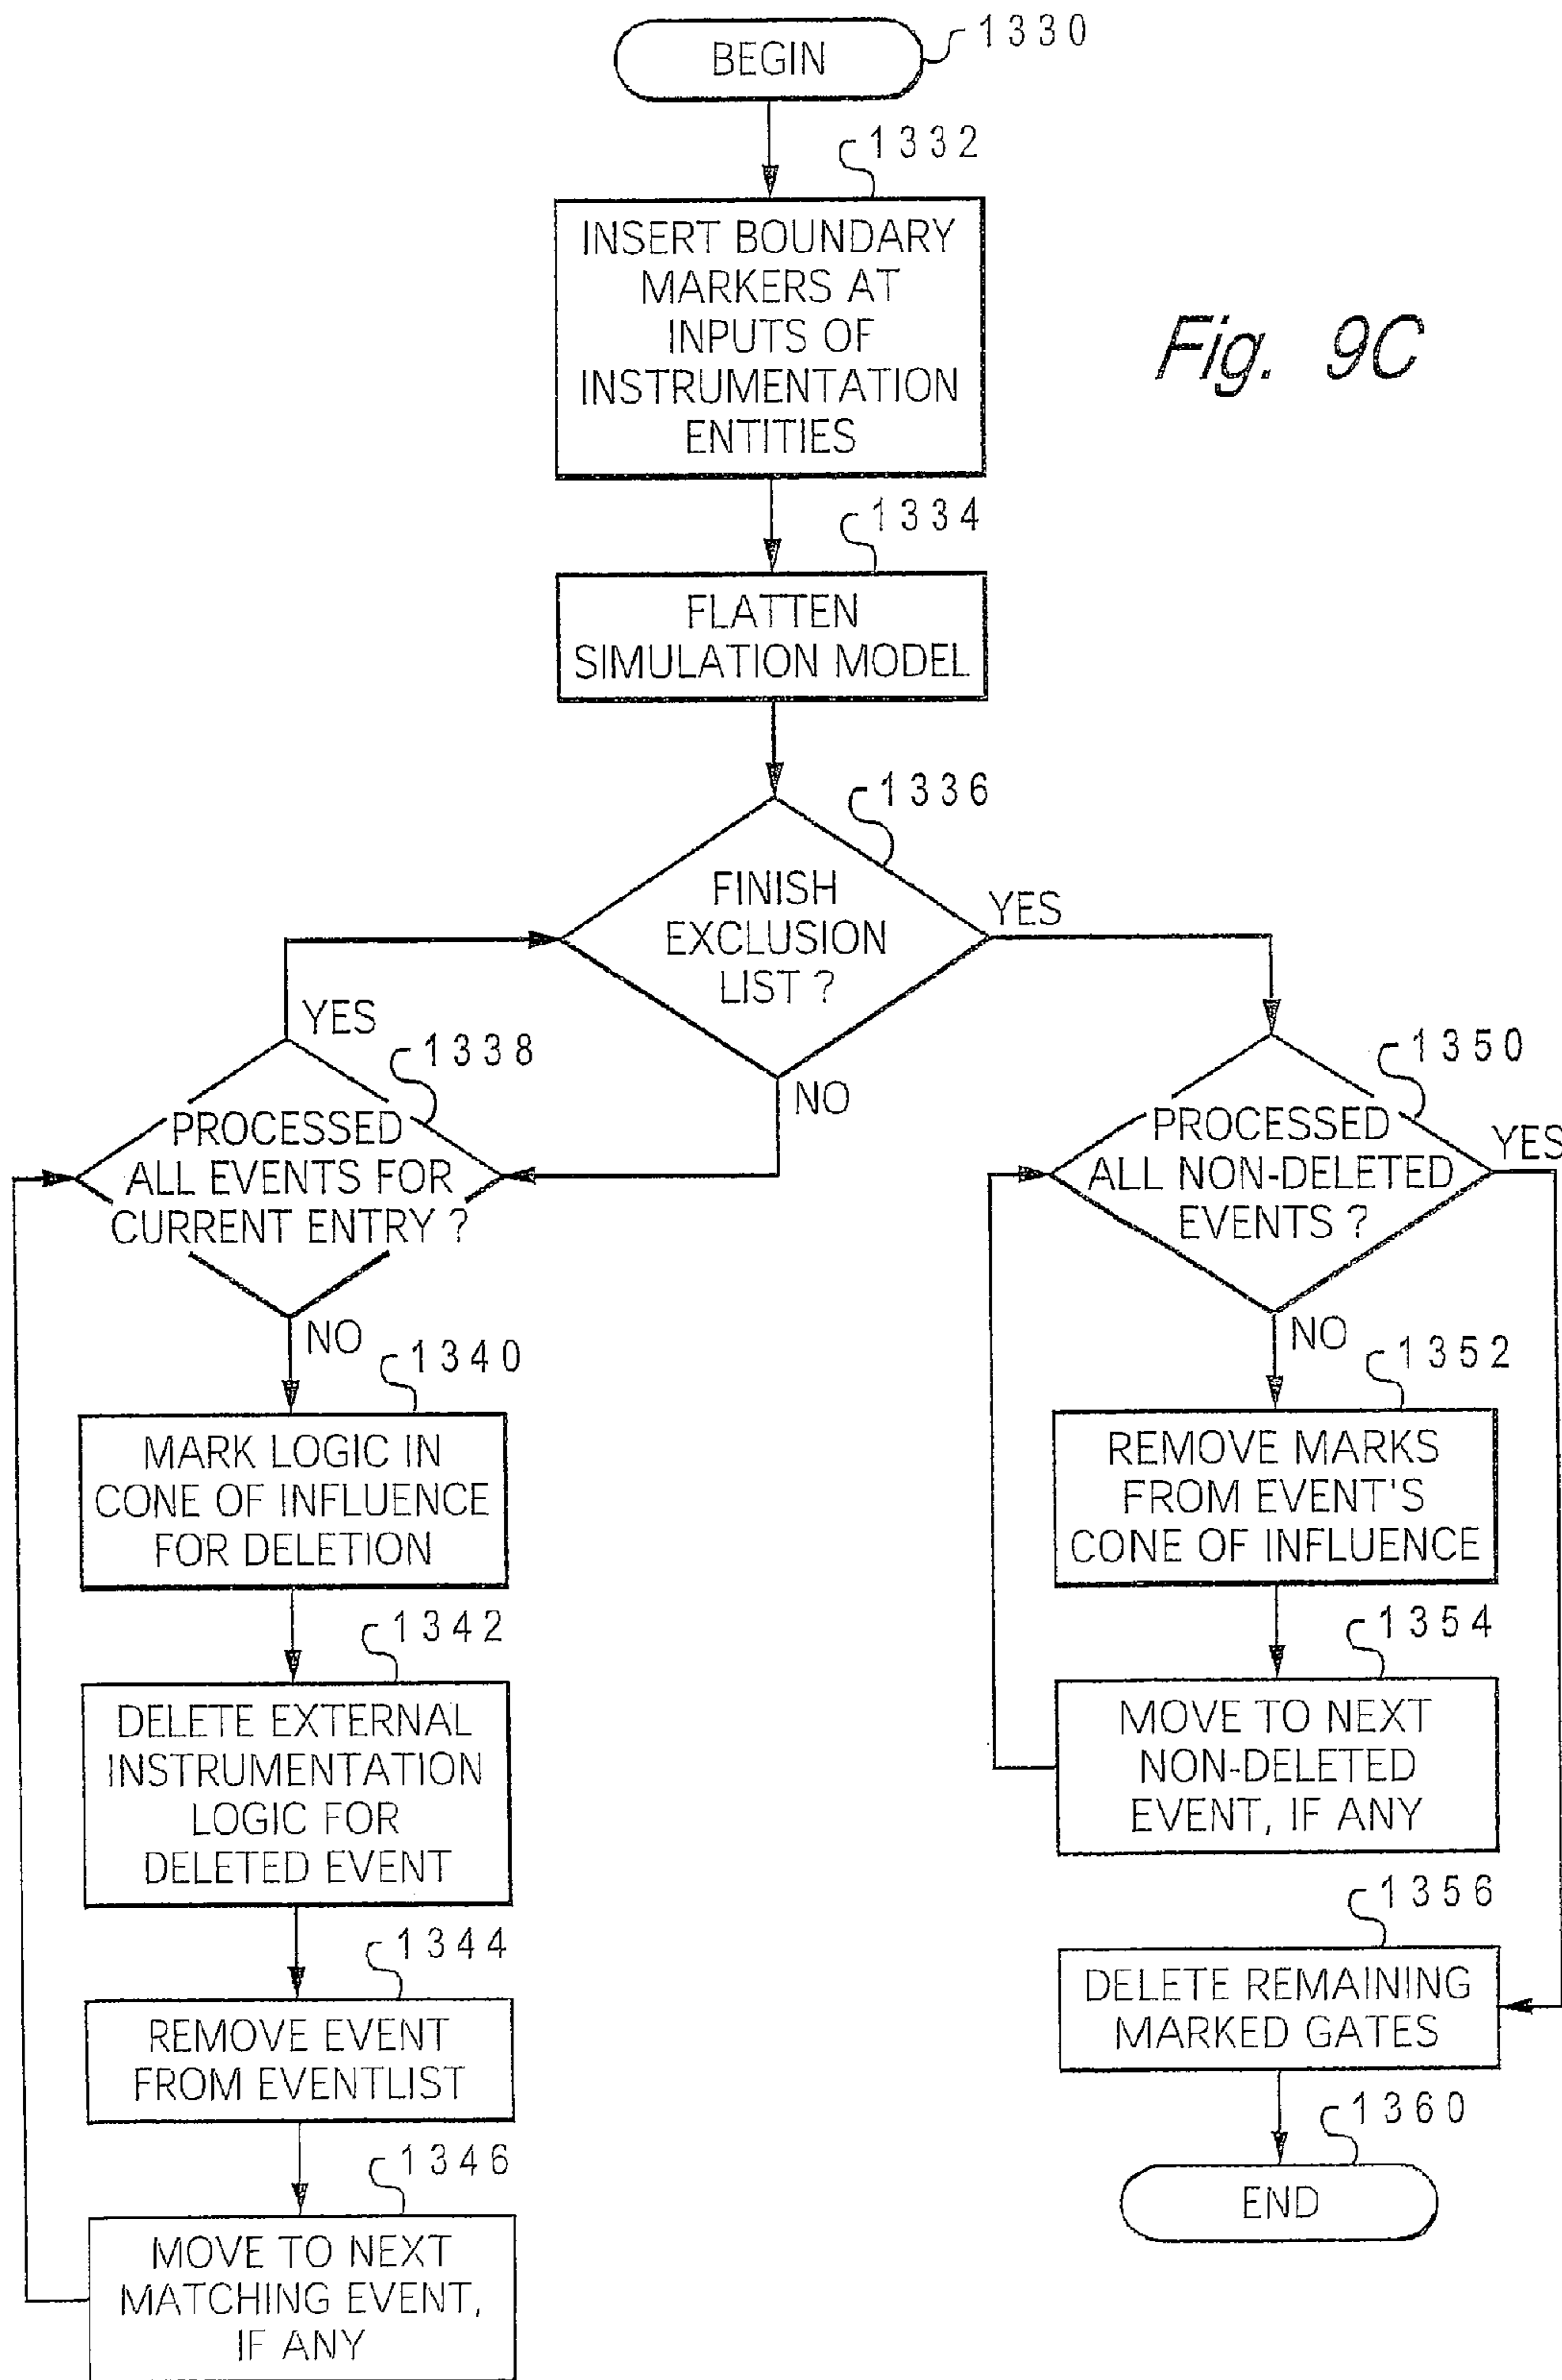 BEGIN
1330
1332
INSERT BOUNDARY
MARKERS AT
INPUTS OF
INSTRUMENTATION
ENTITIES
Fig. 9C
1334
FLATTEN
SIMULATION MODEL
1336
FINISH
EXCLUSION
LIST ?
YES
NO
YES
1338
PROCESSED
ALL EVENTS FOR
CURRENT ENTRY ?
NO
1340
MARK LOGIC IN
CONE OF INFLUENCE
FOR DELETION
1342
DELETE EXTERNAL
INSTRUMENTATION
LOGIC FOR
DELETED EVENT
1344
REMOVE EVENT
FROM EVENTLIST
1346
MOVE TO NEXT
MATCHING EVENT,
IF ANY
1350
PROCESSED
ALL NON-DELETED
EVENTS ?
YES
NO
1352
REMOVE MARKS
FROM EVENT'S
CONE OF INFLUENCE
1354
MOVE TO NEXT
NON-DELETED
EVENT, IF ANY
1356
DELETE REMAINING
MARKED GATES
1360
END